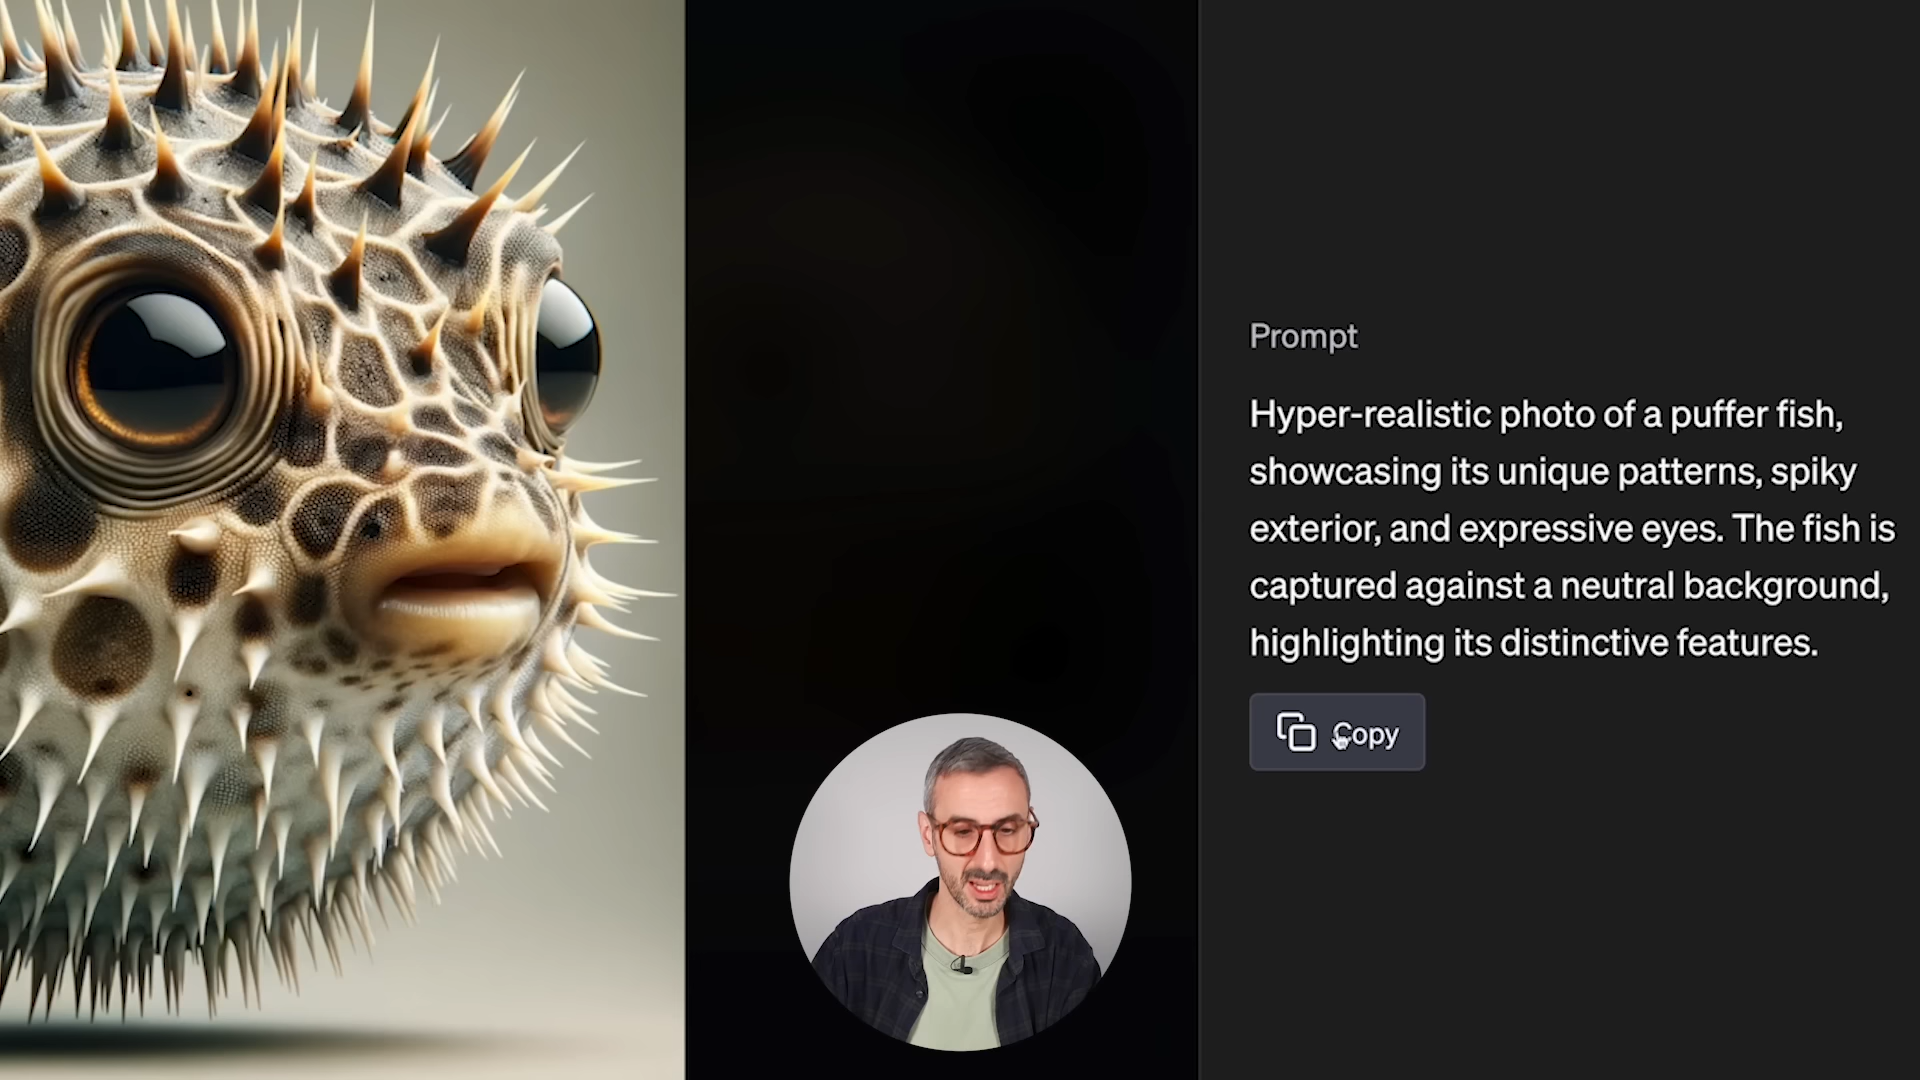 Prompt
Hyper-realistic photo of a puffer fish,
showcasing its unique patterns, spiky
exterior, and expressive eyes. The fish is
captured against a neutral background,
highlighting its distinctive features.
Copy